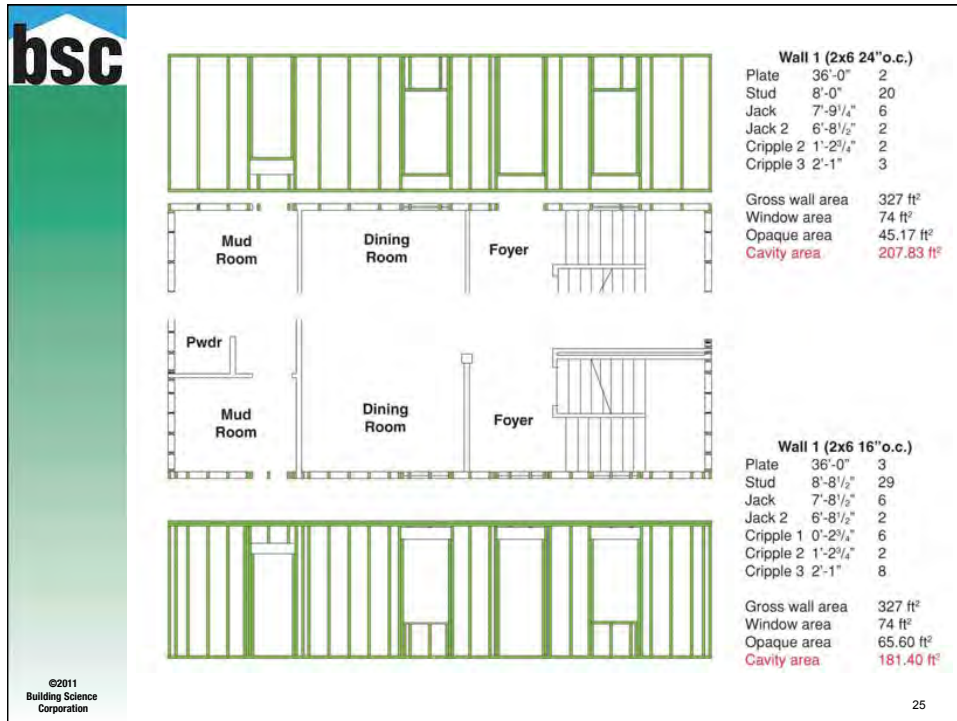 bsc
Wall 1 (2x6 24”o.c.)
Plate 36’-0” 2
Stud 8’-0” 20
Jack 7’-9¹/₄” 6
Jack 2 6’-8¹/₂” 2
Cripple 2 1’-2³/₄” 2
Cripple 3 2’-1” 3
Gross wall area 327 ft²
Window area 74 ft²
Opaque area 45.17 ft²
Cavity area 207.83 ft²
Mud
Room
Dining
Room
Foyer
Pwdr
Mud
Room
Dining
Room
Foyer
Wall 1 (2x6 16”o.c.)
Plate 36’-0” 3
Stud 8’-8¹/₂” 29
Jack 7’-8¹/₂” 6
Jack 2 6’-8¹/₂” 2
Cripple 1 0’-2³/₄” 6
Cripple 2 1’-2³/₄” 2
Cripple 3 2’-1” 8
Gross wall area 327 ft²
Window area 74 ft²
Opaque area 65.60 ft²
Cavity area 181.40 ft²
©2011
Building Science
Corporation
25